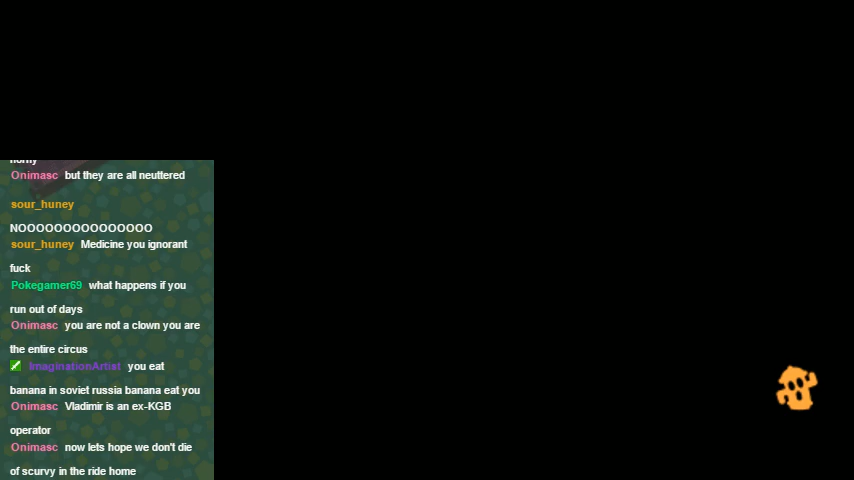 horny
Onimasc but they are all neuttered
sour_huney
NOOOOOOOOOOOOOOO
sour_huney Medicine you ignorant
fuck
Pokegamer69 what happens if you
run out of days
Onimasc you are not a clown you are
the entire circus
ImaginationArtist you eat
banana in soviet russia banana eat you
Onimasc Vladimir is an ex-KGB
operator
Onimasc now lets hope we don't die
of scurvy in the ride home